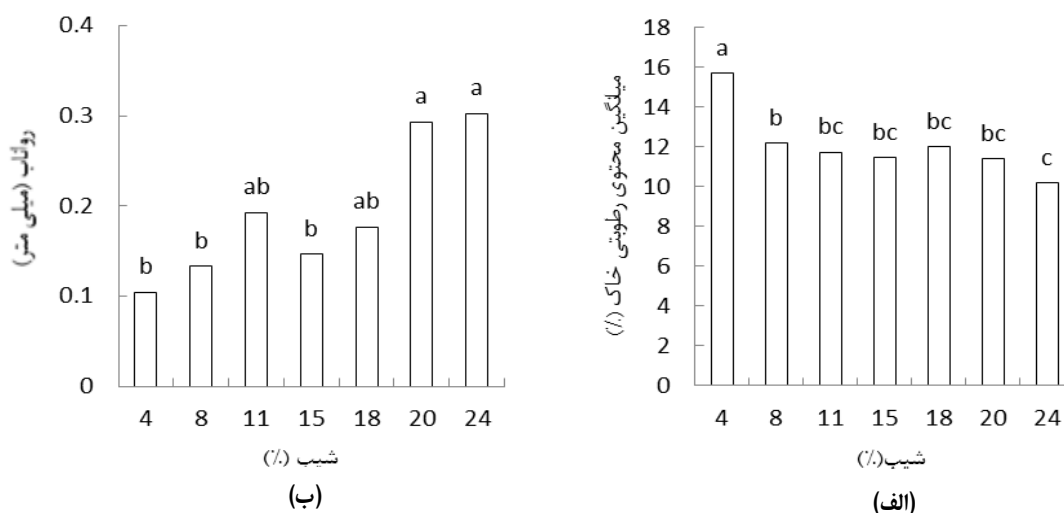 میانگین محتوی رطوبتی خاک (٪)
18
16
14
12
10
8
6
4
2
0
a
b
bc
bc
bc
bc
c
4 8 11 15 18 20 24
شیب(٪)
(الف)
رواناب (میلی متر)
0.4
0.3
0.2
0.1
0
b
b
ab
b
ab
a
a
4 8 11 15 18 20 24
شیب (٪)
(ب)